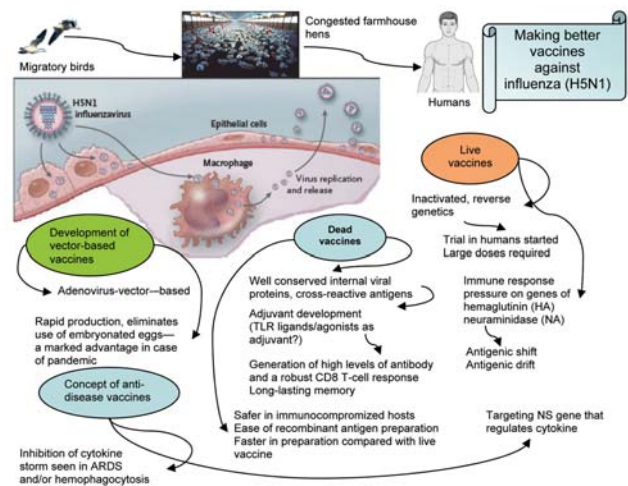 Migratory birds
Congested farmhouse
hens
Humans
Making better
vaccines
against
influenza (H5N1)
H5N1
influenzavirus
Epithelial cells
Macrophage
Virus replication
and release
Live
vaccines
Inactivated, reverse
genetics
Trial in humans started
Large doses required
Immune response
pressure on genes of
hemaglutinin (HA)
neuraminidase (NA)
Antigenic shift
Antigenic drift
Development of
vector-based
vaccines
Adenovirus-vector—based
Rapid production, eliminates
use of embryonated eggs—
a marked advantage in case
of pandemic
Dead
vaccines
Well conserved internal viral
proteins, cross-reactive antigens
Adjuvant development
(TLR ligands/agonists as
adjuvant?)
Generation of high levels of antibody
and a robust CD8 T-cell response
Long-lasting memory
Safer in immunocompromized hosts
Ease of recombinant antigen preparation
Faster in preparation compared with live
vaccine
Concept of anti-
disease vaccines
Inhibition of cytokine
storm seen in ARDS
and/or hemophagocytosis
Targeting NS gene that
regulates cytokine